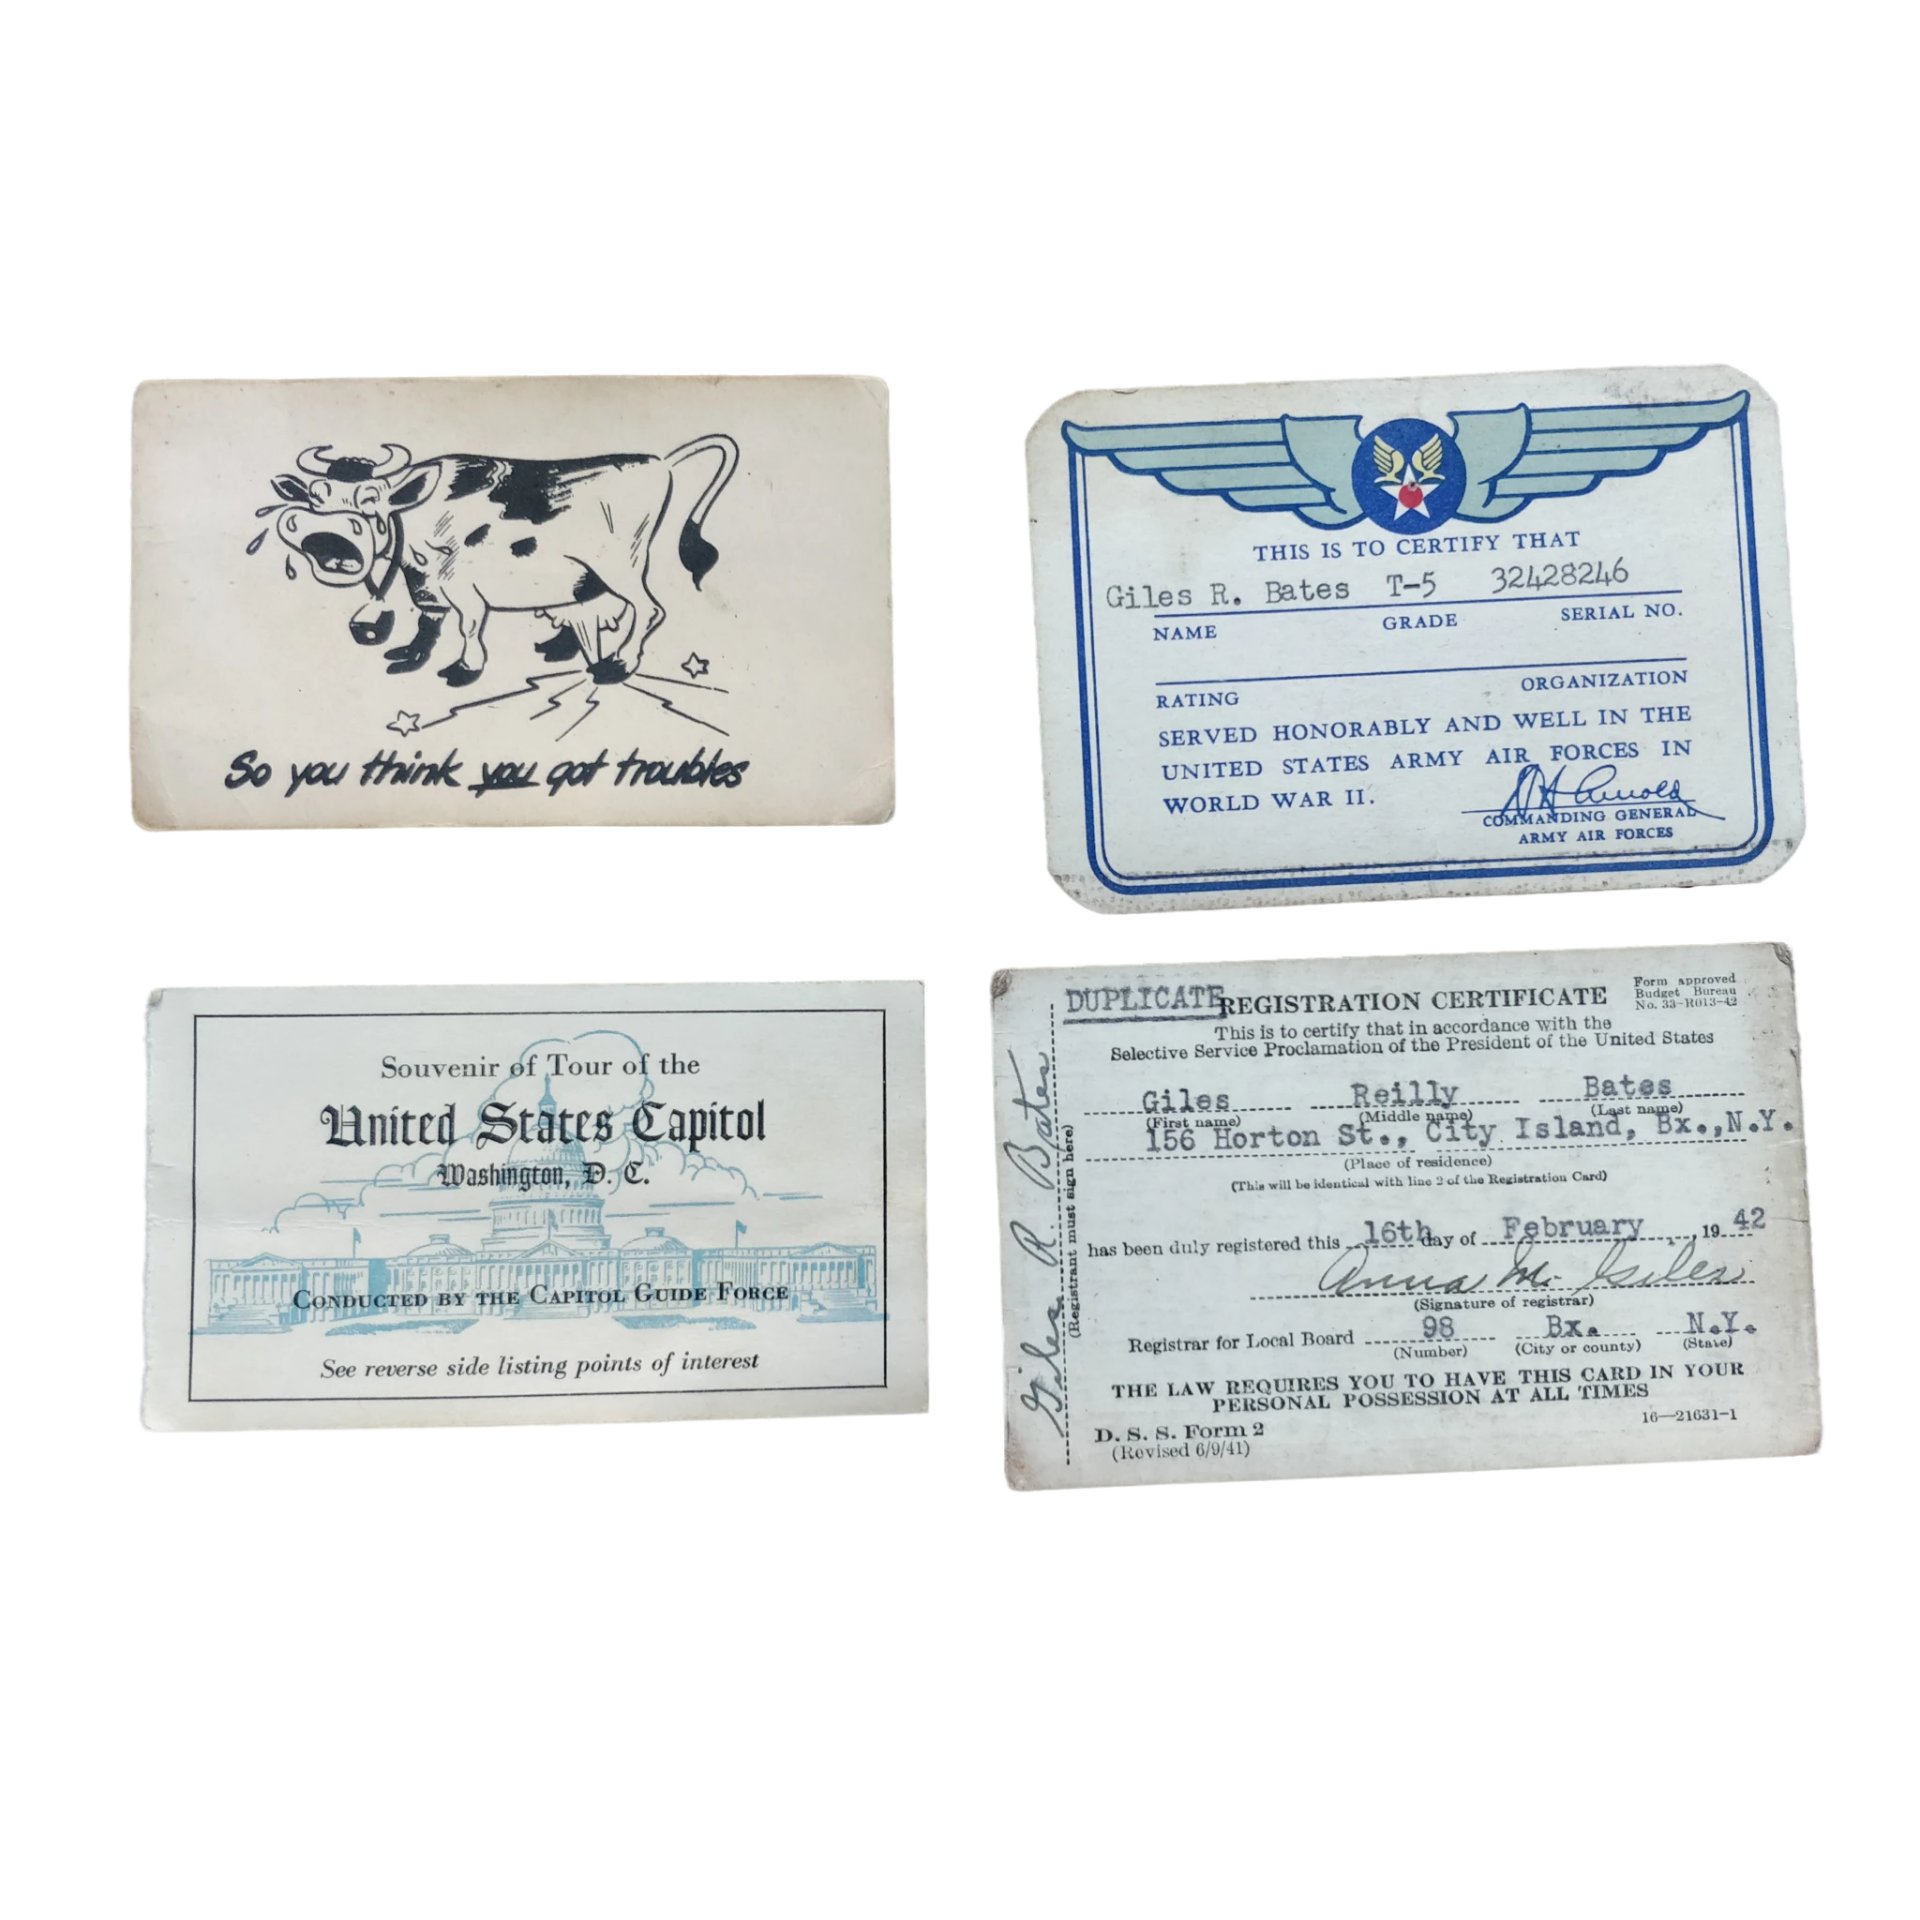 So you think you got troubles
THIS IS TO CERTIFY THAT
Giles R. Bates T-5 32428246
NAME GRADE SERIAL NO.
RATING ORGANIZATION
SERVED HONORABLY AND WELL IN THE
UNITED STATES ARMY AIR FORCES IN
WORLD WAR II.
H H Arnold
COMMANDING GENERAL
ARMY AIR FORCES
Souvenir of Tour of the
United States Capitol
Washington, D. C.
CONDUCTED BY THE CAPITOL GUIDE FORCE
See reverse side listing points of interest
DUPLICATE REGISTRATION CERTIFICATE
Form approved
Budget Bureau
No. 33-R013-42
This is to certify that in accordance with the
Selective Service Proclamation of the President of the United States
Giles Reilly Bates
(First name) (Middle name) (Last name)
156 Horton St., City Island, Bx.,N.Y.
(Place of residence)
(This will be identical with line 2 of the Registration Card)
has been duly registered this 16th day of February, 19 42
Anna M. Giles
(Signature of registrar)
Registrar for Local Board 98 Bx. N.Y.
(Number) (City or county) (State)
THE LAW REQUIRES YOU TO HAVE THIS CARD IN YOUR
PERSONAL POSSESSION AT ALL TIMES
D. S. S. Form 2
(Revised 6/9/41)
16—21631-1
Giles R. Bates
(Registrant must sign here)